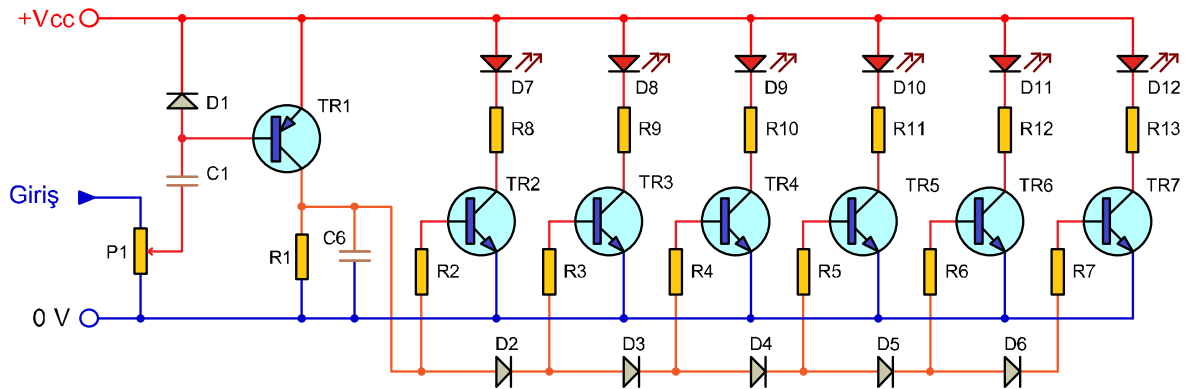 +Vcc
D7 D8 D9 D10 D11 D12
D1 TR1
R8 R9 R10 R11 R12 R13
C1
TR2 TR3 TR4 TR5 TR6 TR7
Giriş
P1 R1 C6 R2 R3 R4 R5 R6 R7
0 V
D2 D3 D4 D5 D6